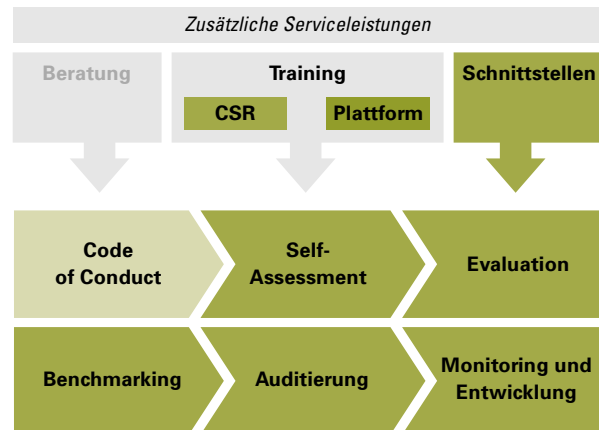 Zusätzliche Serviceleistungen
Beratung
Training
CSR
Plattform
Schnittstellen
Code
of Conduct
Self-
Assessment
Evaluation
Benchmarking
Auditierung
Monitoring und
Entwicklung